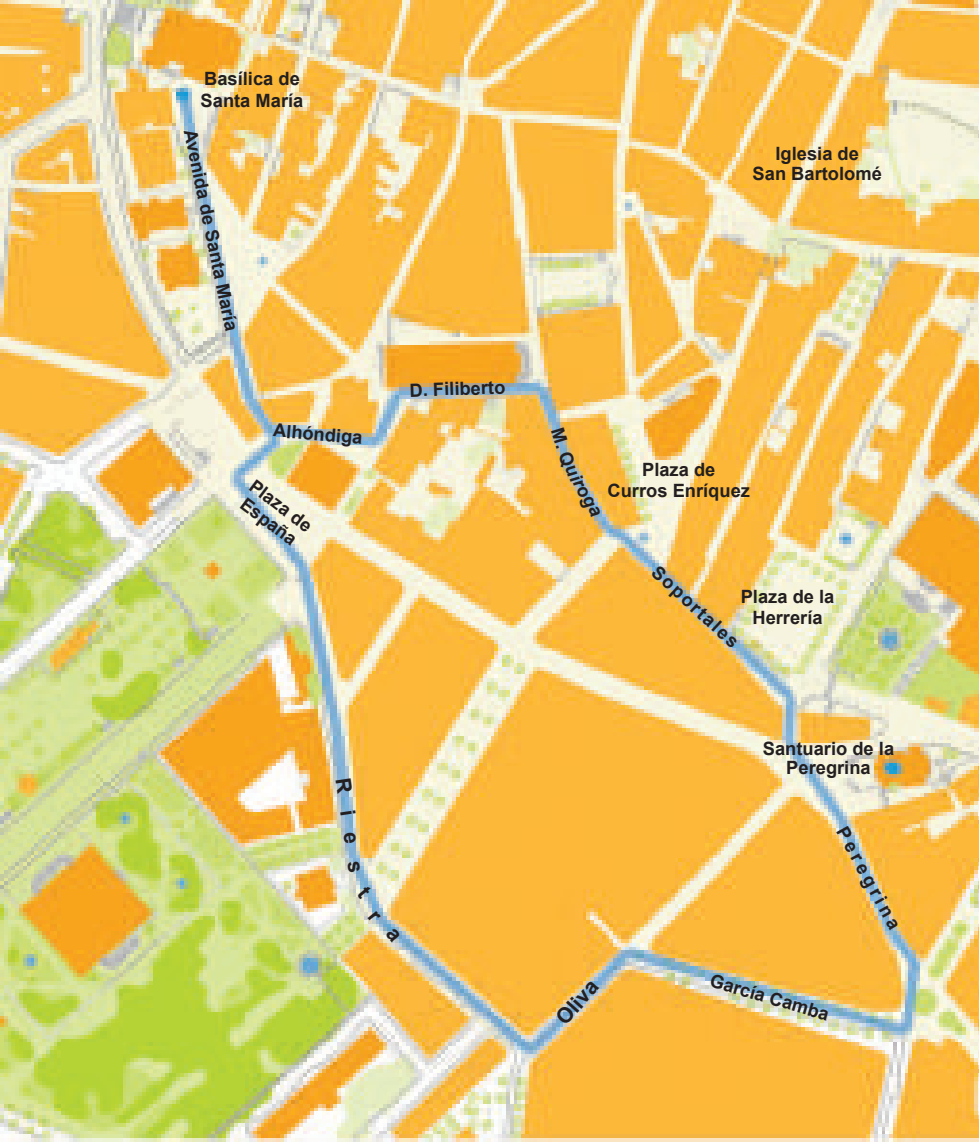 Basílica de
Santa María
Iglesia de
San Bartolomé
Avenida de Santa María
D. Filiberto
Alhóndiga
M. Quiroga
Plaza de
Curros Enríquez
Plaza de
España
Soportales
Plaza de la
Herrería
Santuario de la
Peregrina
Riestra
Peregrina
Oliva
García Camba